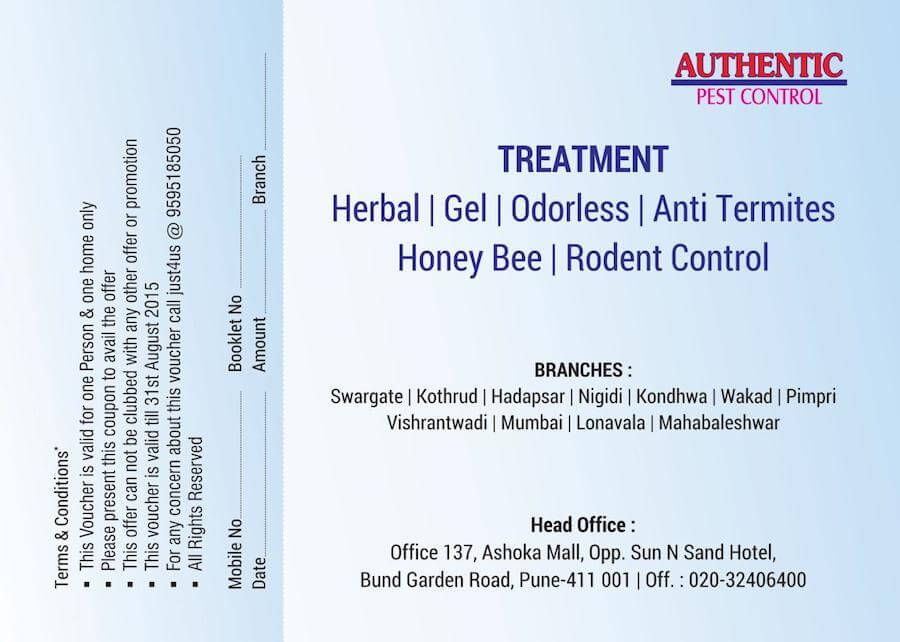 Terms & Conditions*
▪ This Voucher is valid for one Person & one home only
▪ Please present this coupon to avail the offer
▪ This offer can not be clubbed with any other offer or promotion
▪ This voucher is valid till 31st August 2015
▪ For any concern about this voucher call just4us @ 9595185050
▪ All Rights Reserved
Mobile No Booklet No
Date Amount Branch
AUTHENTIC
PEST CONTROL
TREATMENT
Herbal | Gel | Odorless | Anti Termites
Honey Bee | Rodent Control
BRANCHES :
Swargate | Kothrud | Hadapsar | Nigidi | Kondhwa | Wakad | Pimpri
Vishrantwadi | Mumbai | Lonavala | Mahabaleshwar
Head Office :
Office 137, Ashoka Mall, Opp. Sun N Sand Hotel,
Bund Garden Road, Pune-411 001 | Off. : 020-32406400